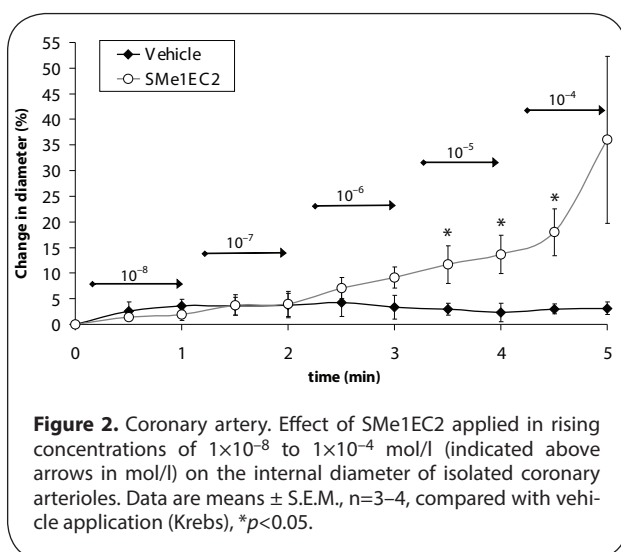 Vehicle
SMe1EC2
Change in diameter (%)
55
50
45
40
35
30
25
20
15
10
5
0
10⁻⁸
10⁻⁷
10⁻⁶
10⁻⁵
10⁻⁴
*
*
*
0
1
2
3
4
5
time (min)
Figure 2. Coronary artery. Effect of SMe1EC2 applied in rising
concentrations of 1×10⁻⁸ to 1×10⁻⁴ mol/l (indicated above
arrows in mol/l) on the internal diameter of isolated coronary
arterioles. Data are means ± S.E.M., n=3–4, compared with vehi-
cle application (Krebs), *p<0.05.